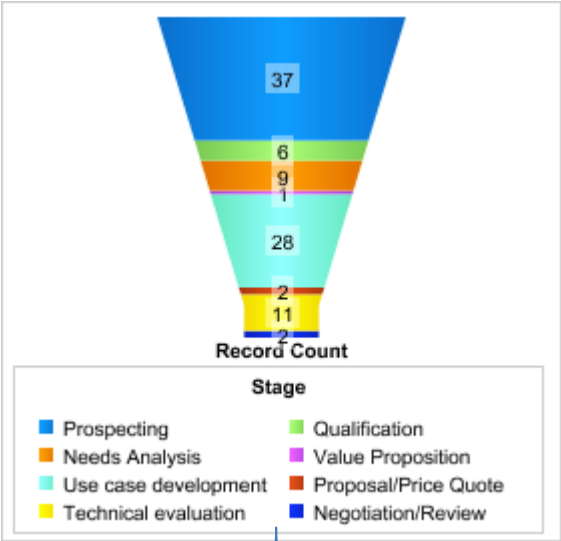 37
6
9
1
28
2
11
2
Record Count
Stage
Prospecting
Qualification
Needs Analysis
Value Proposition
Use case development
Proposal/Price Quote
Technical evaluation
Negotiation/Review